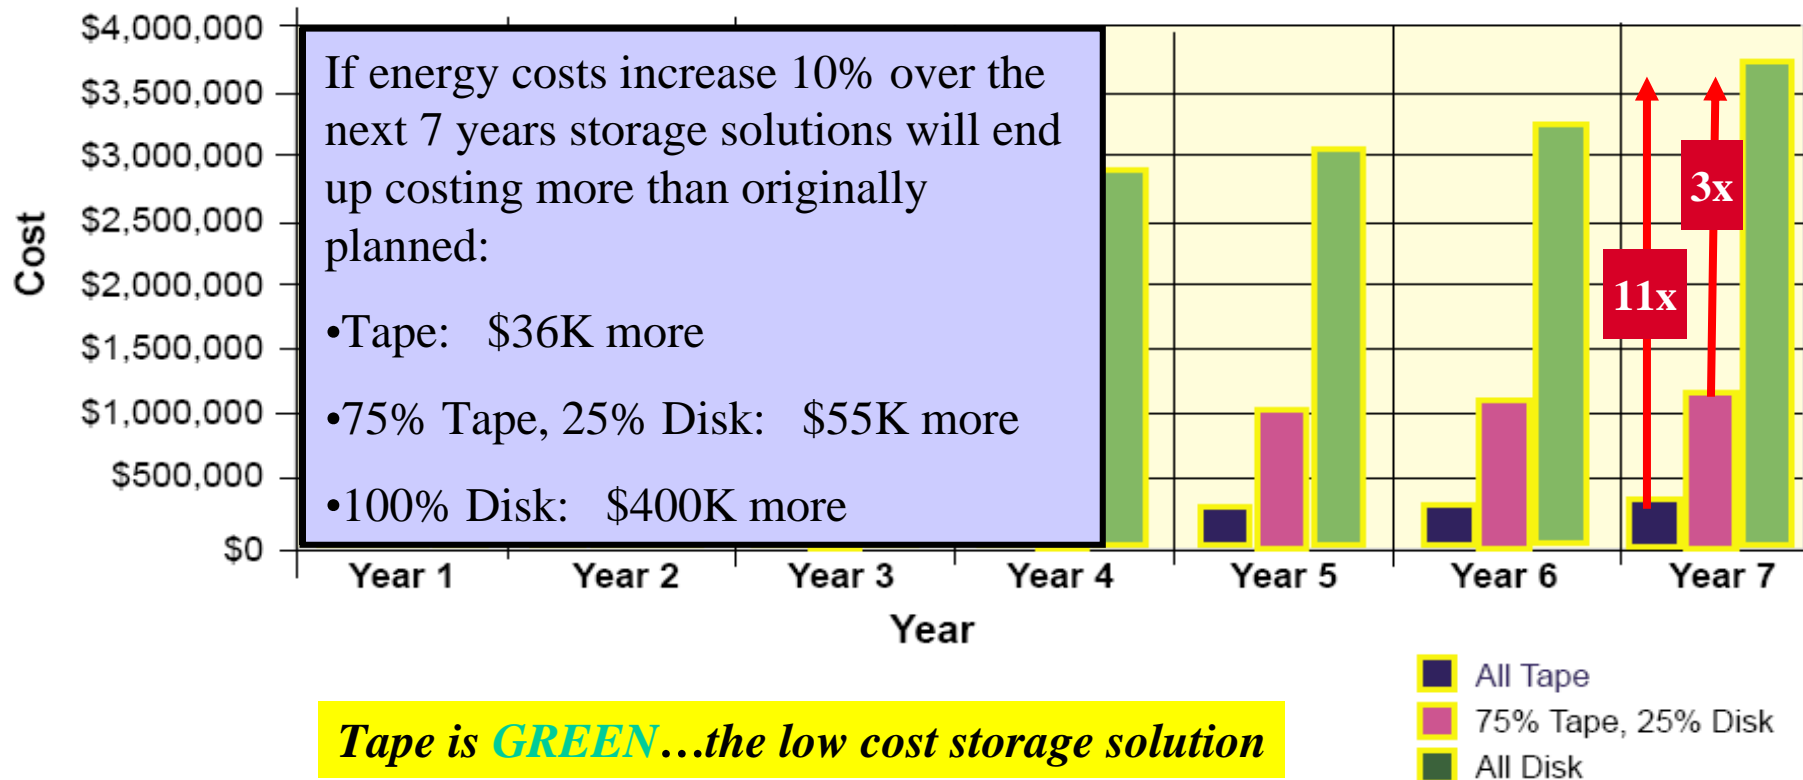 $4,000,000
$3,500,000
$3,000,000
$2,500,000
$2,000,000
$1,500,000
$1,000,000
$500,000
$0
Cost
If energy costs increase 10% over the
next 7 years storage solutions will end
up costing more than originally
planned:
•Tape: $36K more
•75% Tape, 25% Disk: $55K more
•100% Disk: $400K more
11x
3x
Year 1
Year 2
Year 3
Year 4
Year 5
Year 6
Year 7
Year
All Tape
75% Tape, 25% Disk
All Disk
Tape is GREEN...the low cost storage solution